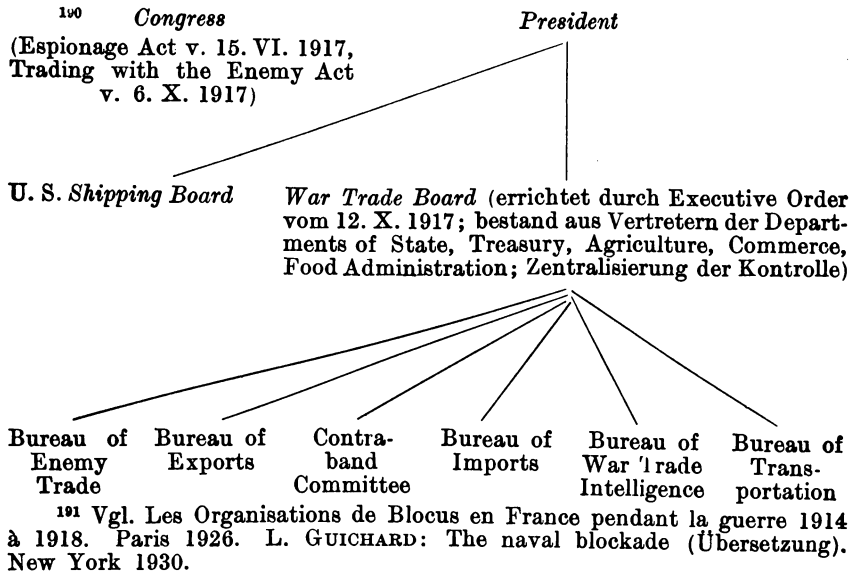 190 Congress
President
(Espionage Act v. 15. VI. 1917,
Trading with the Enemy Act
v. 6. X. 1917)
U. S. Shipping Board
War Trade Board (errichtet durch Executive Order
vom 12. X. 1917; bestand aus Vertretern der Depart-
ments of State, Treasury, Agriculture, Commerce,
Food Administration; Zentralisierung der Kontrolle)
Bureau of
Enemy
Trade
Bureau of
Exports
Contra-
band
Committee
Bureau of
Imports
Bureau of
War Trade
Intelligence
Bureau of
Trans-
portation
191 Vgl. Les Organisations de Blocus en France pendant la guerre 1914
à 1918. Paris 1926. L. GUICHARD: The naval blockade (Übersetzung).
New York 1930.